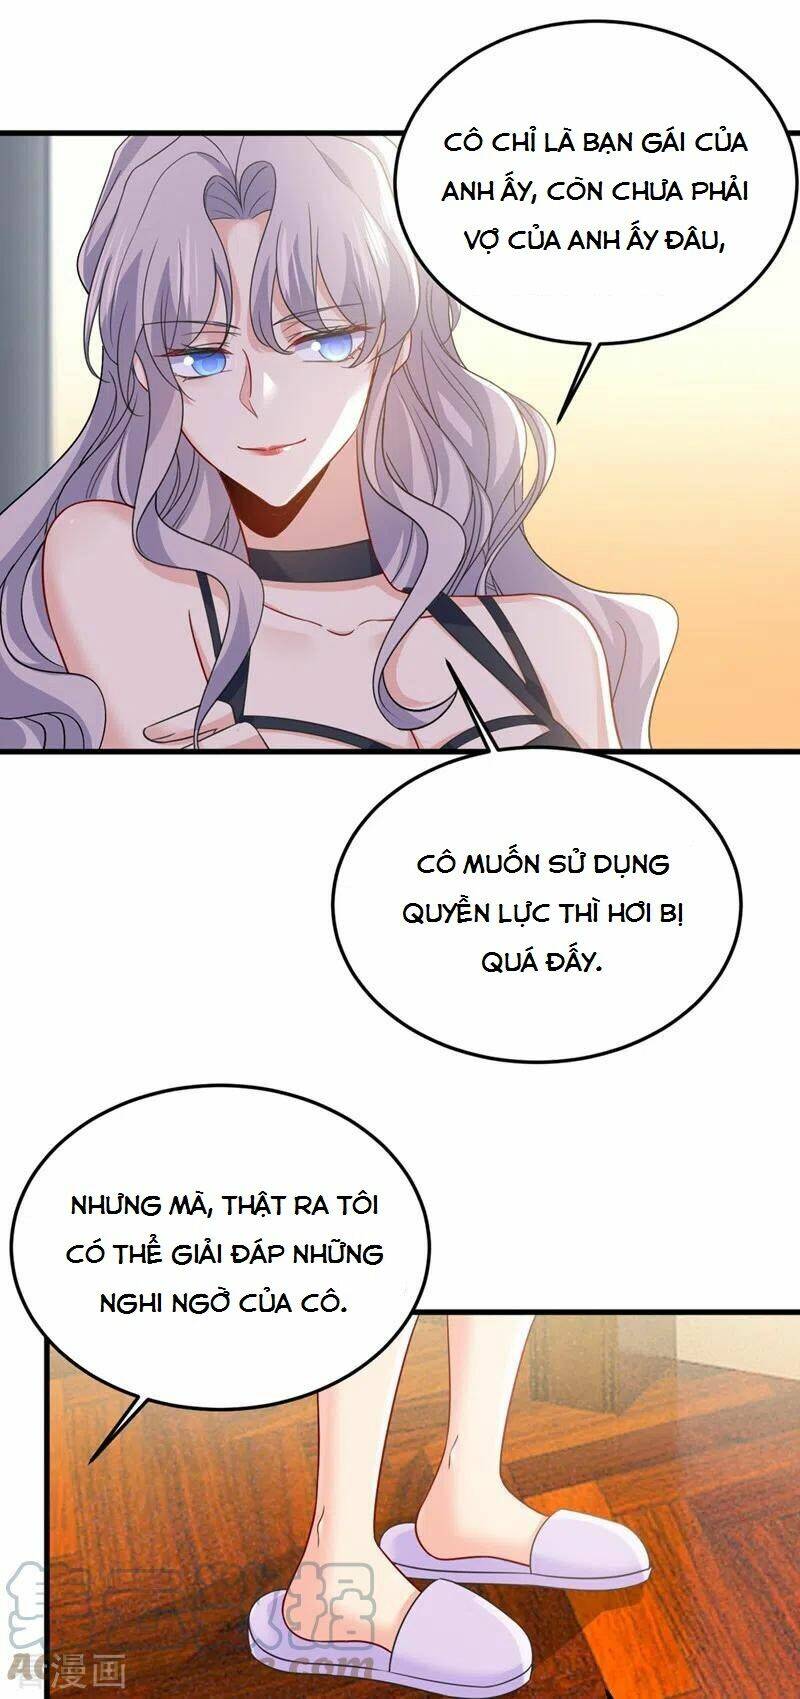 CÔ CHỈ LÀ BẠN GÁI CỦA
ANH ẤY, CÒN CHƯA PHẢI
VỢ CỦA ANH ẤY ĐÂU,
CÔ MUỐN SỬ DỤNG
QUYỀN LỰC THÌ HƠI BỊ
QUÁ ĐẤY.
NHƯNG MÀ, THẬT RA TÔI
CÓ THỂ GIẢI ĐÁP NHỮNG
NGHI NGỜ CỦA CÔ.
漫画